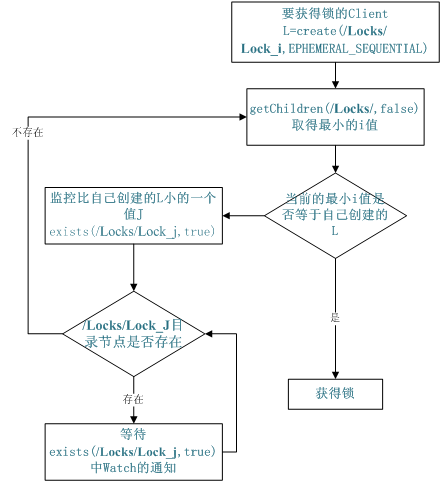 要获得锁的Client
L=create(/Locks/
Lock_i,EPHEMERAL_SEQUENTIAL)
getChildren(/Locks/,false)
取得最小的i值
不存在
监控比自己创建的L小的一个
值J
exists(/Locks/Lock_j,true)
当前的最小i值是
否等于自己创建的
L
/Locks/Lock_J目
录节点是否存在
是
存在
获得锁
等待
exists(/Locks/Lock_j,true)
中Watch的通知